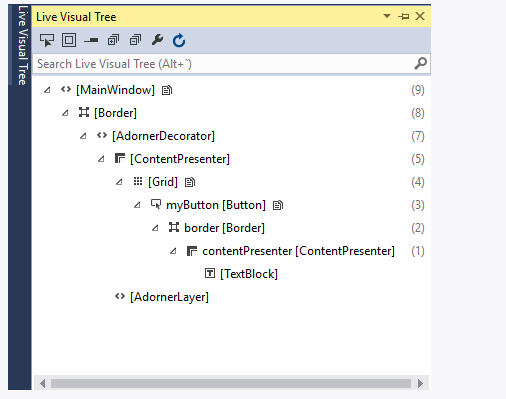 Live Visual Tree
Live Visual Tree
Search Live Visual Tree (Alt+`)
[MainWindow] (9)
[Border] (8)
[AdornerDecorator] (7)
[ContentPresenter] (5)
[Grid] (4)
myButton [Button] (3)
border [Border] (2)
contentPresenter [ContentPresenter] (1)
[TextBlock]
[AdornerLayer]